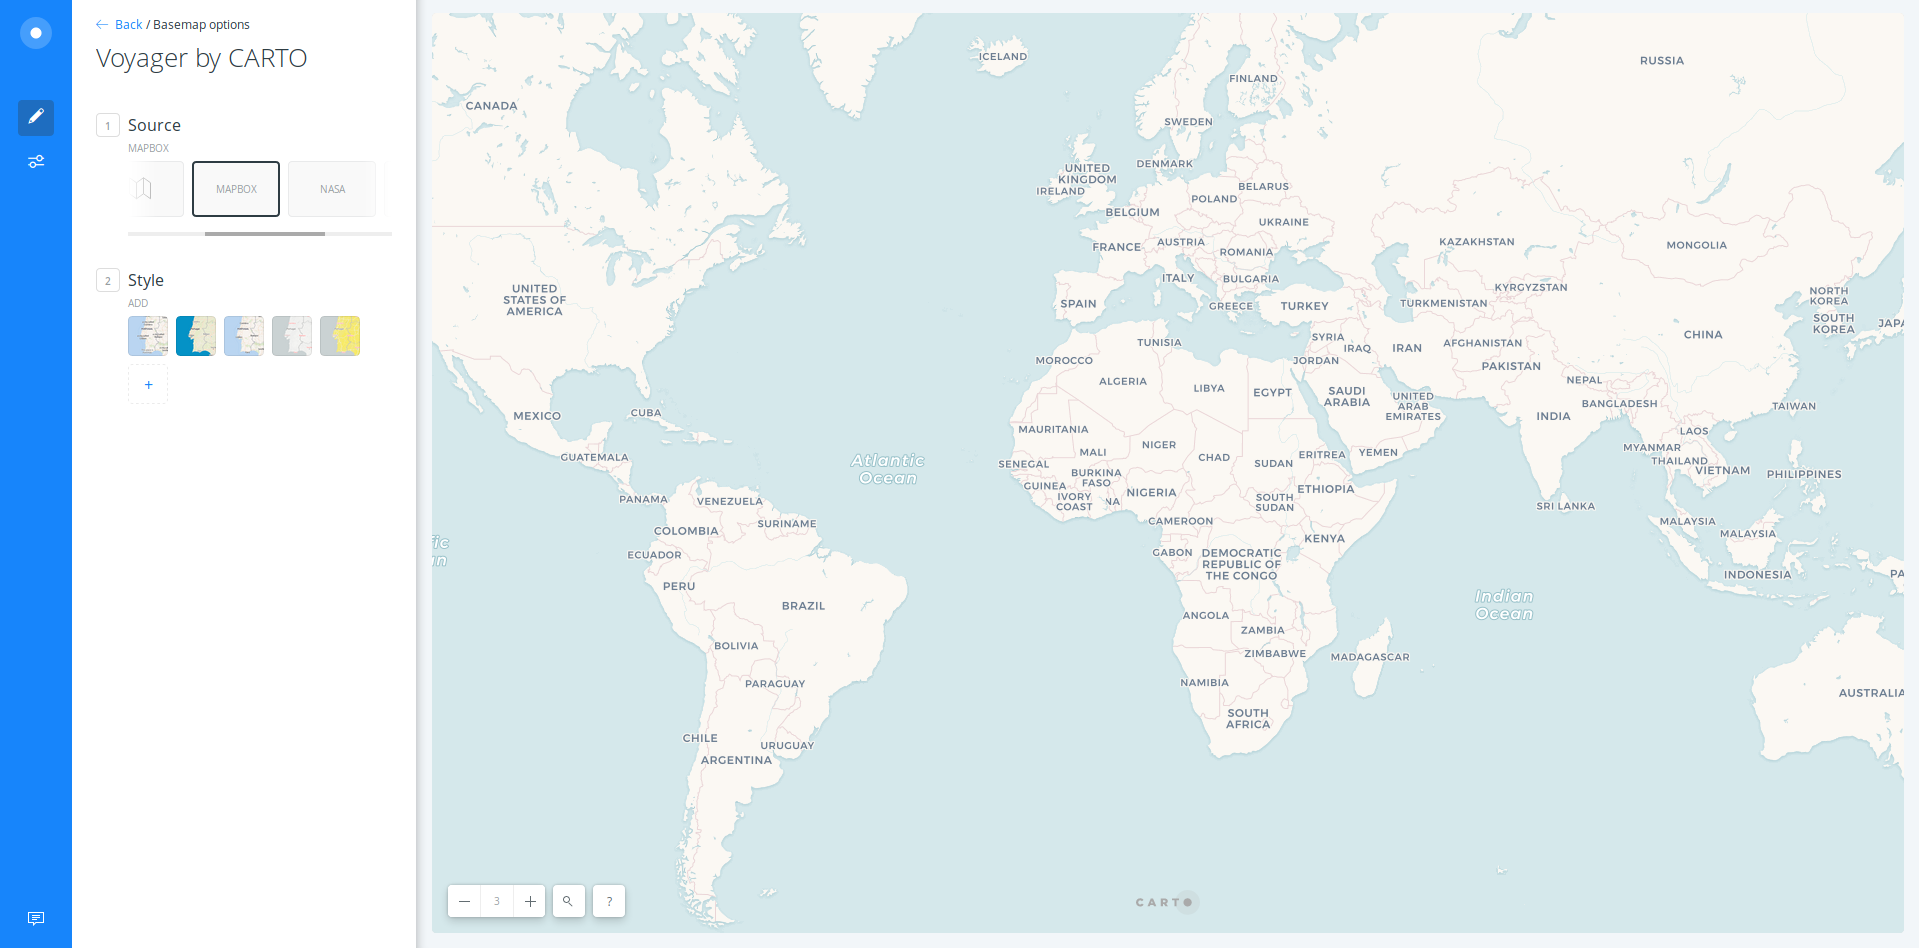 Back / Basemap options
Voyager by CARTO
1 Source
MAPBOX
MAPBOX
NASA
2 Style
ADD
+
ICELAND
RUSSIA
FINLAND
CANADA
SWEDEN
DENMARK
UNITED
KINGDOM
IRELAND
BELARUS
POLAND
BELGIUM
UKRAINE
FRANCE
AUSTRIA
ROMANIA
KAZAKHSTAN
MONGOLIA
ITALY
BULGARIA
UNITED
STATES OF
AMERICA
KYRGYZSTAN
NORTH
KOREA
SPAIN
GREECE
TURKEY
TURKMENISTAN
SOUTH
KOREA
JAPA
CHINA
SYRIA
TUNISIA
IRAQ
IRAN
AFGHANISTAN
MOROCCO
JORDAN
PAKISTAN
ALGERIA
LIBYA
EGYPT
SAUDI
ARABIA
NEPAL
UNITED
ARAB
EMIRATES
BANGLADESH
TAIWAN
MEXICO
CUBA
INDIA
MAURITANIA
LAOS
NIGER
MALI
MYANMAR
GUATEMALA
CHAD
ERITREA
YEMEN
THAILAND
Atlantic
Ocean
SENEGAL
SUDAN
VIETNAM
PHILIPPINES
BURKINA
FASO
GUINEA
NIGERIA
ETHIOPIA
PANAMA
VENEZUELA
IVORY
COAST
NA
SOUTH
SUDAN
SRI LANKA
SURINAME
CAMEROON
MALAYSIA
COLOMBIA
KENYA
MALAYSIA
fic
an
ECUADOR
GABON
DEMOCRATIC
REPUBLIC OF
THE CONGO
INDONESIA
PA
PERU
BRAZIL
Indian
Ocean
ANGOLA
ZAMBIA
BOLIVIA
ZIMBABWE
MADAGASCAR
PARAGUAY
NAMIBIA
AUSTRALIA
SOUTH
AFRICA
CHILE
URUGUAY
ARGENTINA
— 3 +
?
CARTO